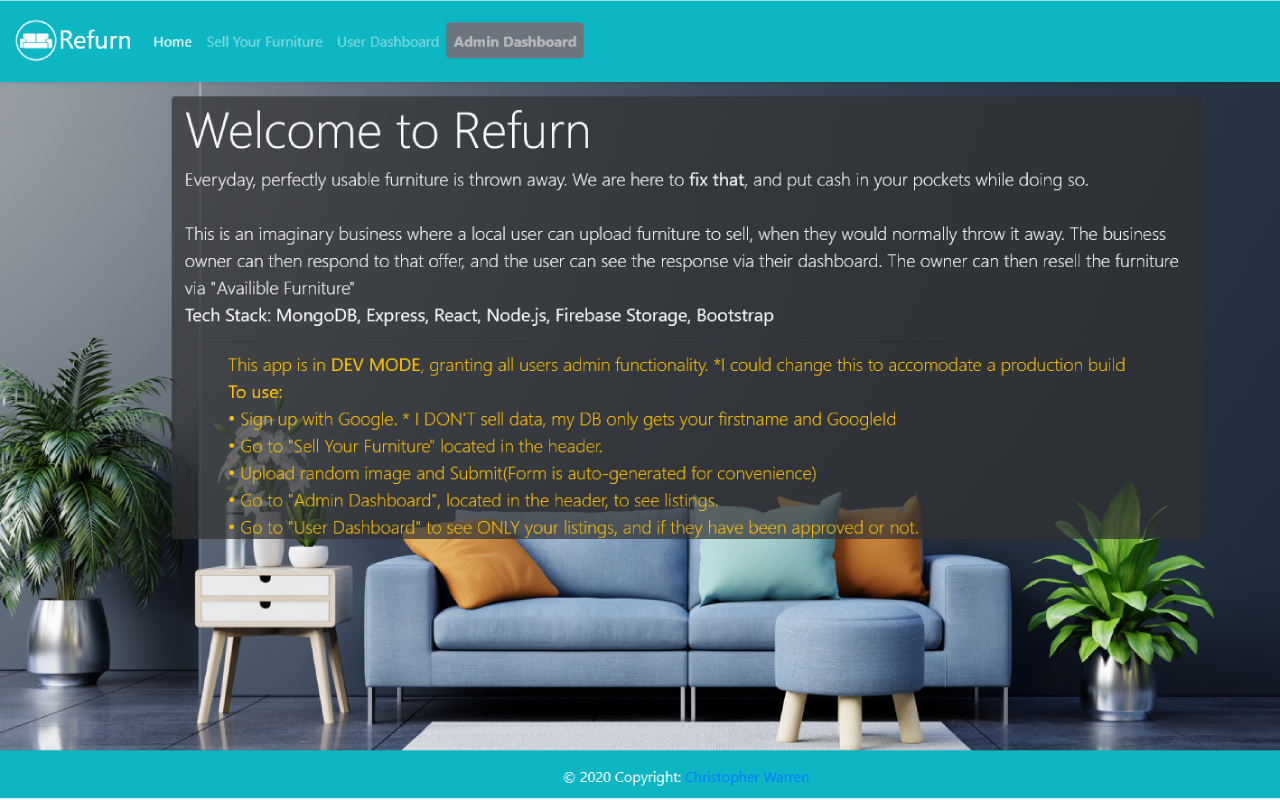 Refurn Home Sell Your Furniture User Dashboard Admin Dashboard
Welcome to Refurn
Everyday, perfectly usable furniture is thrown away. We are here to fix that, and put cash in your pockets while doing so.
This is an imaginary business where a local user can upload furniture to sell, when they would normally throw it away. The business
owner can then respond to that offer, and the user can see the response via their dashboard. The owner can then resell the furniture
via "Availible Furniture"
Tech Stack: MongoDB, Express, React, Node.js, Firebase Storage, Bootstrap
This app is in DEV MODE, granting all users admin functionality. *I could change this to accomodate a production build
To use:
• Sign up with Google. * I DON'T sell data, my DB only gets your firstname and GoogleId
• Go to "Sell Your Furniture" located in the header.
• Upload random image and Submit(Form is auto-generated for convenience)
• Go to "Admin Dashboard", located in the header, to see listings.
• Go to "User Dashboard" to see ONLY your listings, and if they have been approved or not.
© 2020 Copyright: Christopher Warren